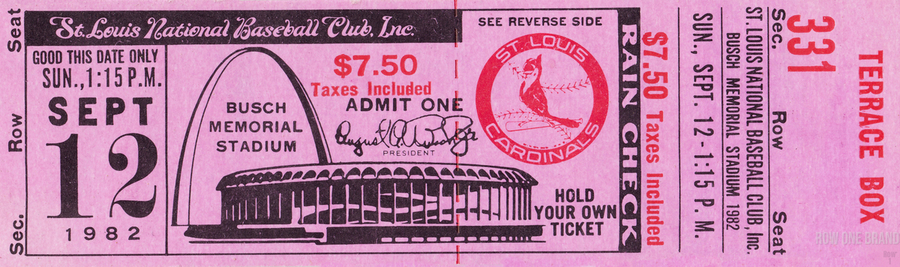 Seat
Row
Sec.
St. Louis National Baseball Club, Inc.
GOOD THIS DATE ONLY
SUN., 1:15 P.M.
SEPT
12
1982
BUSCH
MEMORIAL
STADIUM
$7.50
Taxes Included
ADMIT ONE
PRESIDENT
SEE REVERSE SIDE
ST. LOUIS
CARDINALS
HOLD
YOUR OWN
TICKET
RAIN CHECK
$7.50 Taxes Included
SUN., SEPT. 12 - 1:15 P. M.
BUSCH MEMORIAL STADIUM 1982
ST. LOUIS NATIONAL BASEBALL CLUB, Inc.
Sec.
Row
Seat
331
TERRACE BOX
ROW ONE BRAND